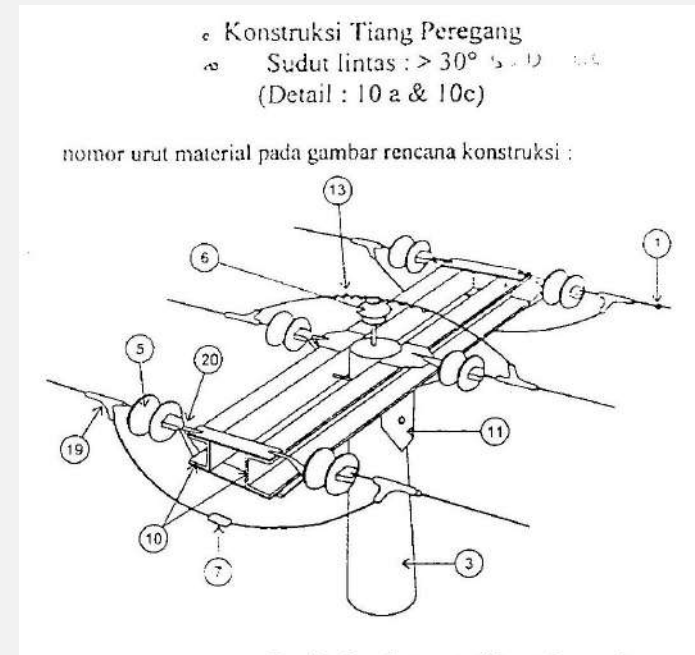 Konstruksi Tiang Peregang
Sudut lintas : > 30°
(Detail : 10 a & 10c)
nomor urut material pada gambar rencana konstruksi :
13
1
6
5
20
19
11
10
7
3